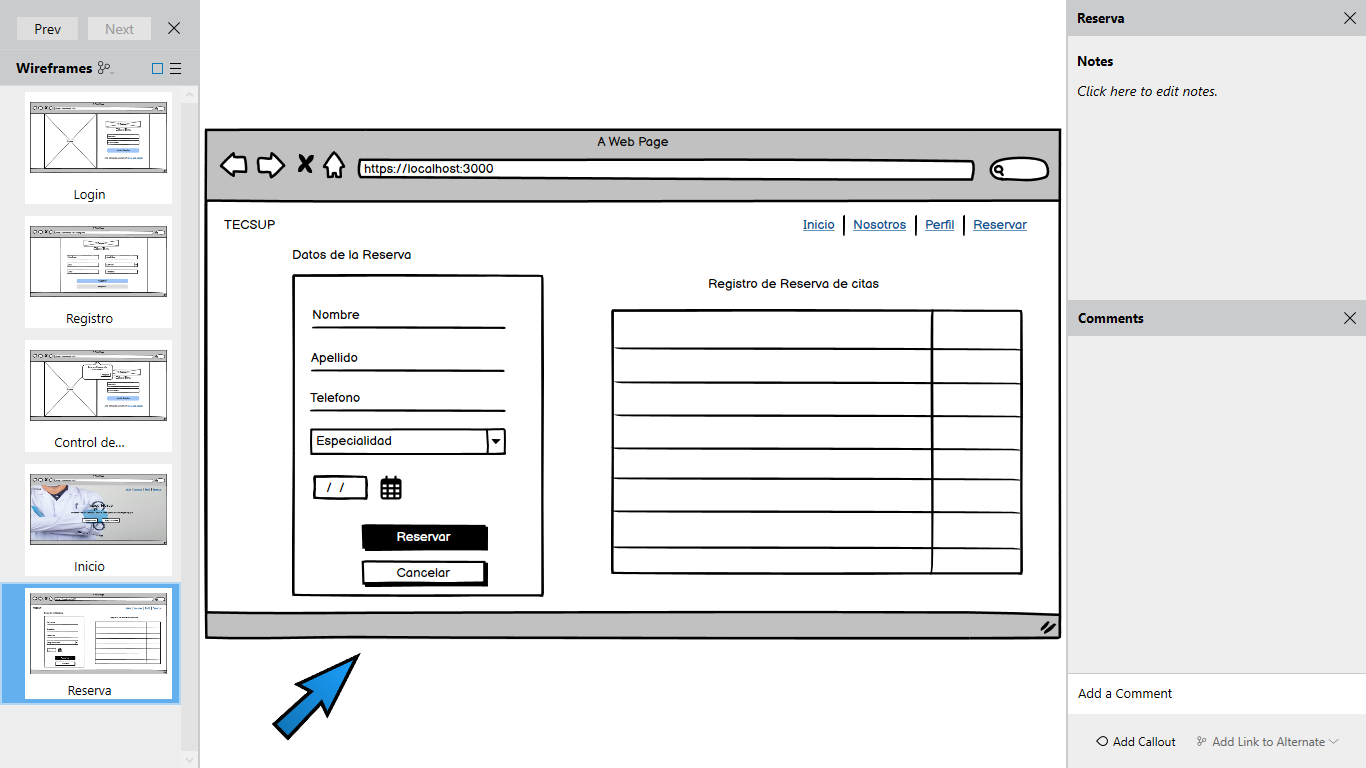 Prev
Next
Wireframes
Login
Registro
Control de...
Inicio
Reserva
A Web Page
https://localhost:3000
TECSUP
Inicio
Nosotros
Perfil
Reservar
Datos de la Reserva
Nombre
Apellido
Telefono
Especialidad
/ /
Reservar
Cancelar
Registro de Reserva de citas
Reserva
Notes
Click here to edit notes.
Comments
Add a Comment
Add Callout
Add Link to Alternate